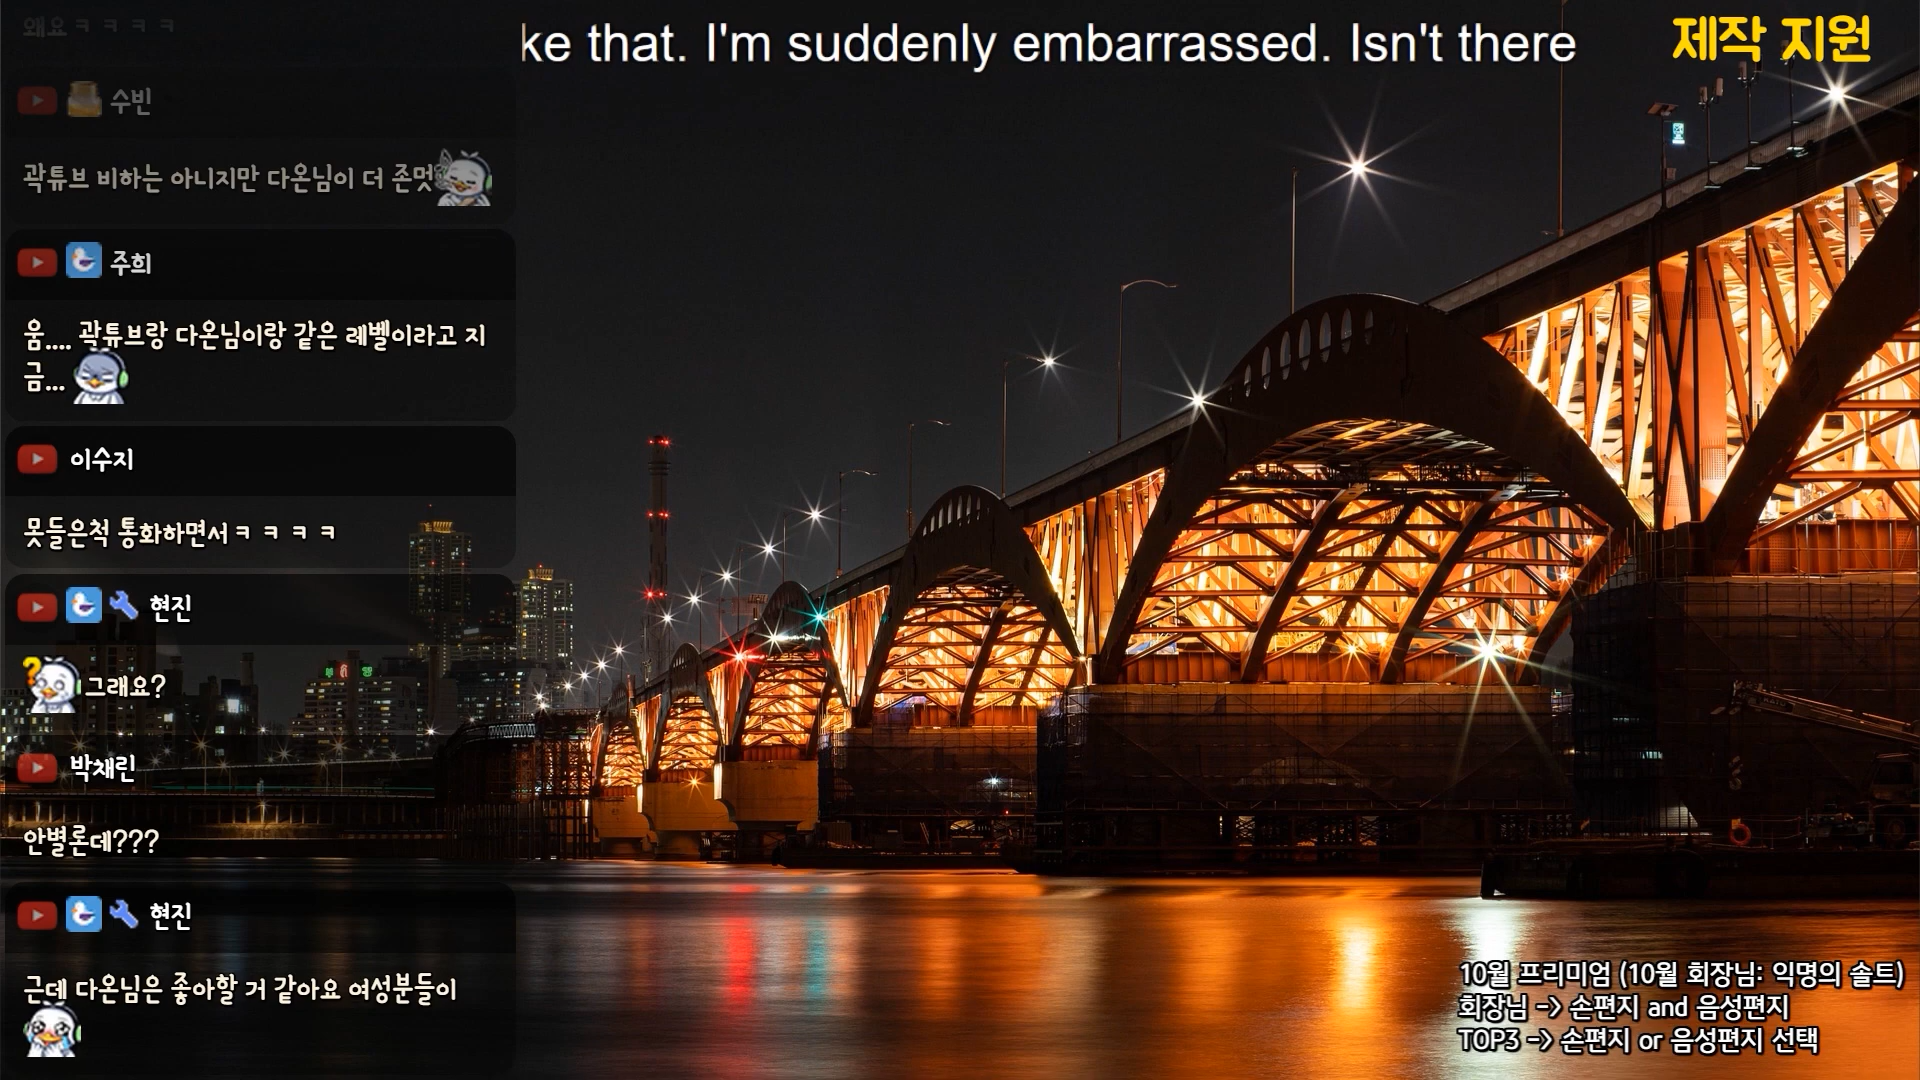 왜요ㅋㅋㅋㅋ
ke that. I'm suddenly embarrassed. Isn't there
제작 지원
수빈
곽튜브 비하는 아니지만 다온님이 더 존멋
주희
움.... 곽튜브랑 다온님이랑 같은 레벨이라고 지
금...
이수지
못들은척 통화하면서ㅋㅋㅋㅋ
현진
그래요?
박채린
안별론데???
현진
근데 다온님은 좋아할 거 같아요 여성분들이
10월 프리미엄 (10월 회장님: 익명의 솔트)
회장님 -> 손편지 and 음성편지
TOP3 -> 손편지 or 음성편지 선택